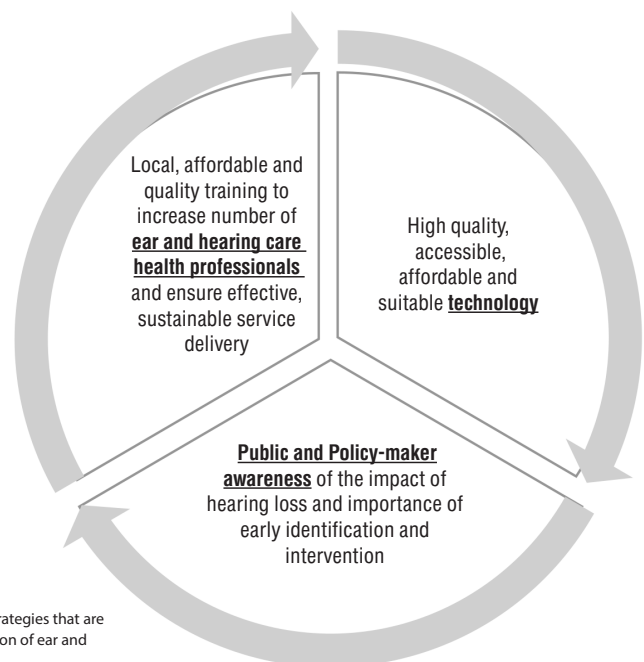 Local, affordable and
quality training to
increase number of
ear and hearing care
health professionals
and ensure effective,
sustainable service
delivery
High quality,
accessible,
affordable and
suitable technology
Public and Policy-maker
awareness of the impact of
hearing loss and importance of
early identification and
intervention
rategies that are
on of ear and